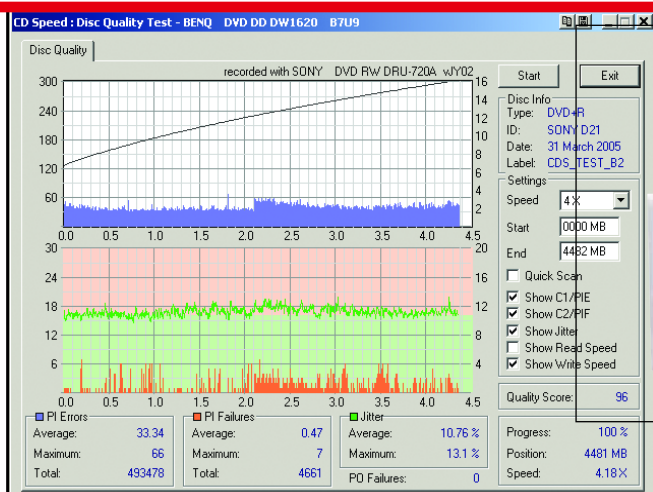 CD Speed : Disc Quality Test - BENQ DVD DD DW1620 B7U9
Disc Quality
recorded with SONY DVD RW DRU-720A vJY02
300
240
180
120
60
16
14
12
10
8
6
4
2
0.0 0.5 1.0 1.5 2.0 2.5 3.0 3.5 4.0 4.5
30
24
18
12
6
20
16
12
8
4
0.0 0.5 1.0 1.5 2.0 2.5 3.0 3.5 4.0 4.5
PI Errors
Average: 33.34
Maximum: 66
Total: 493478
PI Failures
Average: 0.47
Maximum: 7
Total: 4661
Jitter
Average: 10.76 %
Maximum: 13.1 %
PO Failures: 0
Start Exit
Disc Info
Type: DVD+R
ID: SONY D21
Date: 31 March 2005
Label: CDS_TEST_B2
Settings
Speed 4 X
Start 0000 MB
End 4482 MB
Quick Scan
Show C1/PIE
Show C2/PIF
Show Jitter
Show Read Speed
Show Write Speed
Quality Score: 96
Progress: 100 %
Position: 4481 MB
Speed: 4.18 X